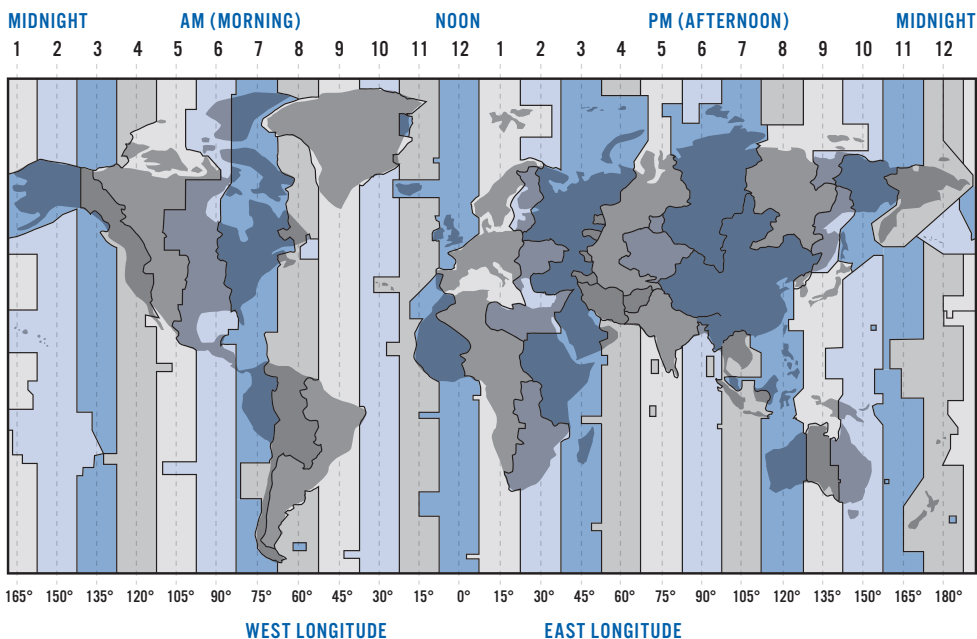 MIDNIGHT AM (MORNING) NOON PM (AFTERNOON) MIDNIGHT
1 2 3 4 5 6 7 8 9 10 11 12 1 2 3 4 5 6 7 8 9 10 11 12
165° 150° 135° 120° 105° 90° 75° 60° 45° 30° 15° 0° 15° 30° 45° 60° 75° 90° 105° 120° 135° 150° 165° 180°
WEST LONGITUDE EAST LONGITUDE